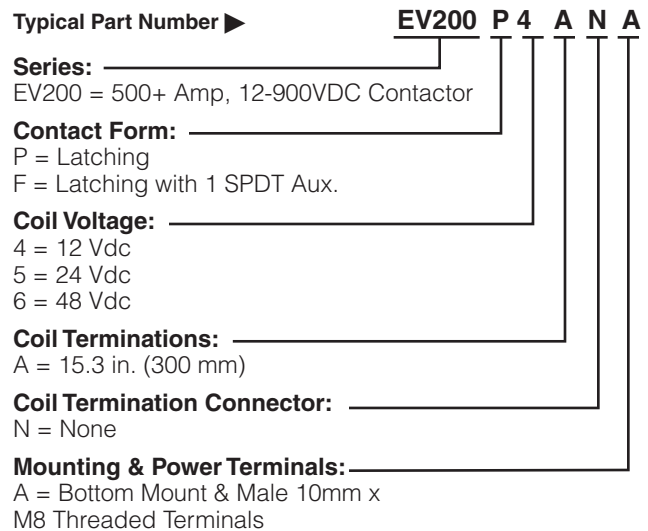 Typical Part Number ▶ EV200 P 4 A N A
Series:
EV200 = 500+ Amp, 12-900VDC Contactor
Contact Form:
P = Latching
F = Latching with 1 SPDT Aux.
Coil Voltage:
4 = 12 Vdc
5 = 24 Vdc
6 = 48 Vdc
Coil Terminations:
A = 15.3 in. (300 mm)
Coil Termination Connector:
N = None
Mounting & Power Terminals:
A = Bottom Mount & Male 10mm x
M8 Threaded Terminals